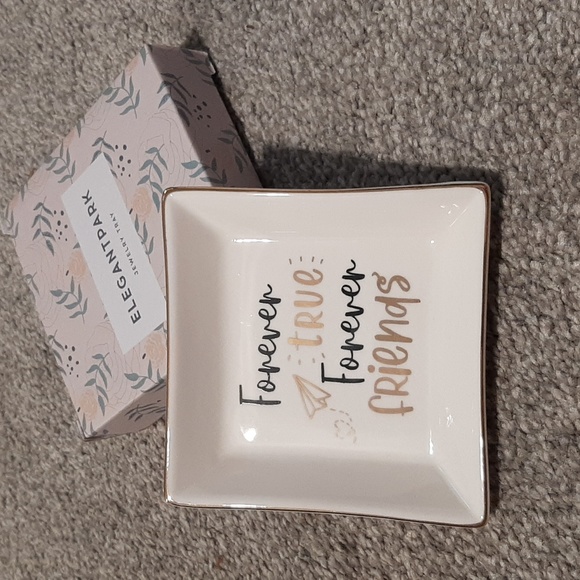 ELEGANTPARK
JEWELRY TRAY
Forever
true
Forever
friends